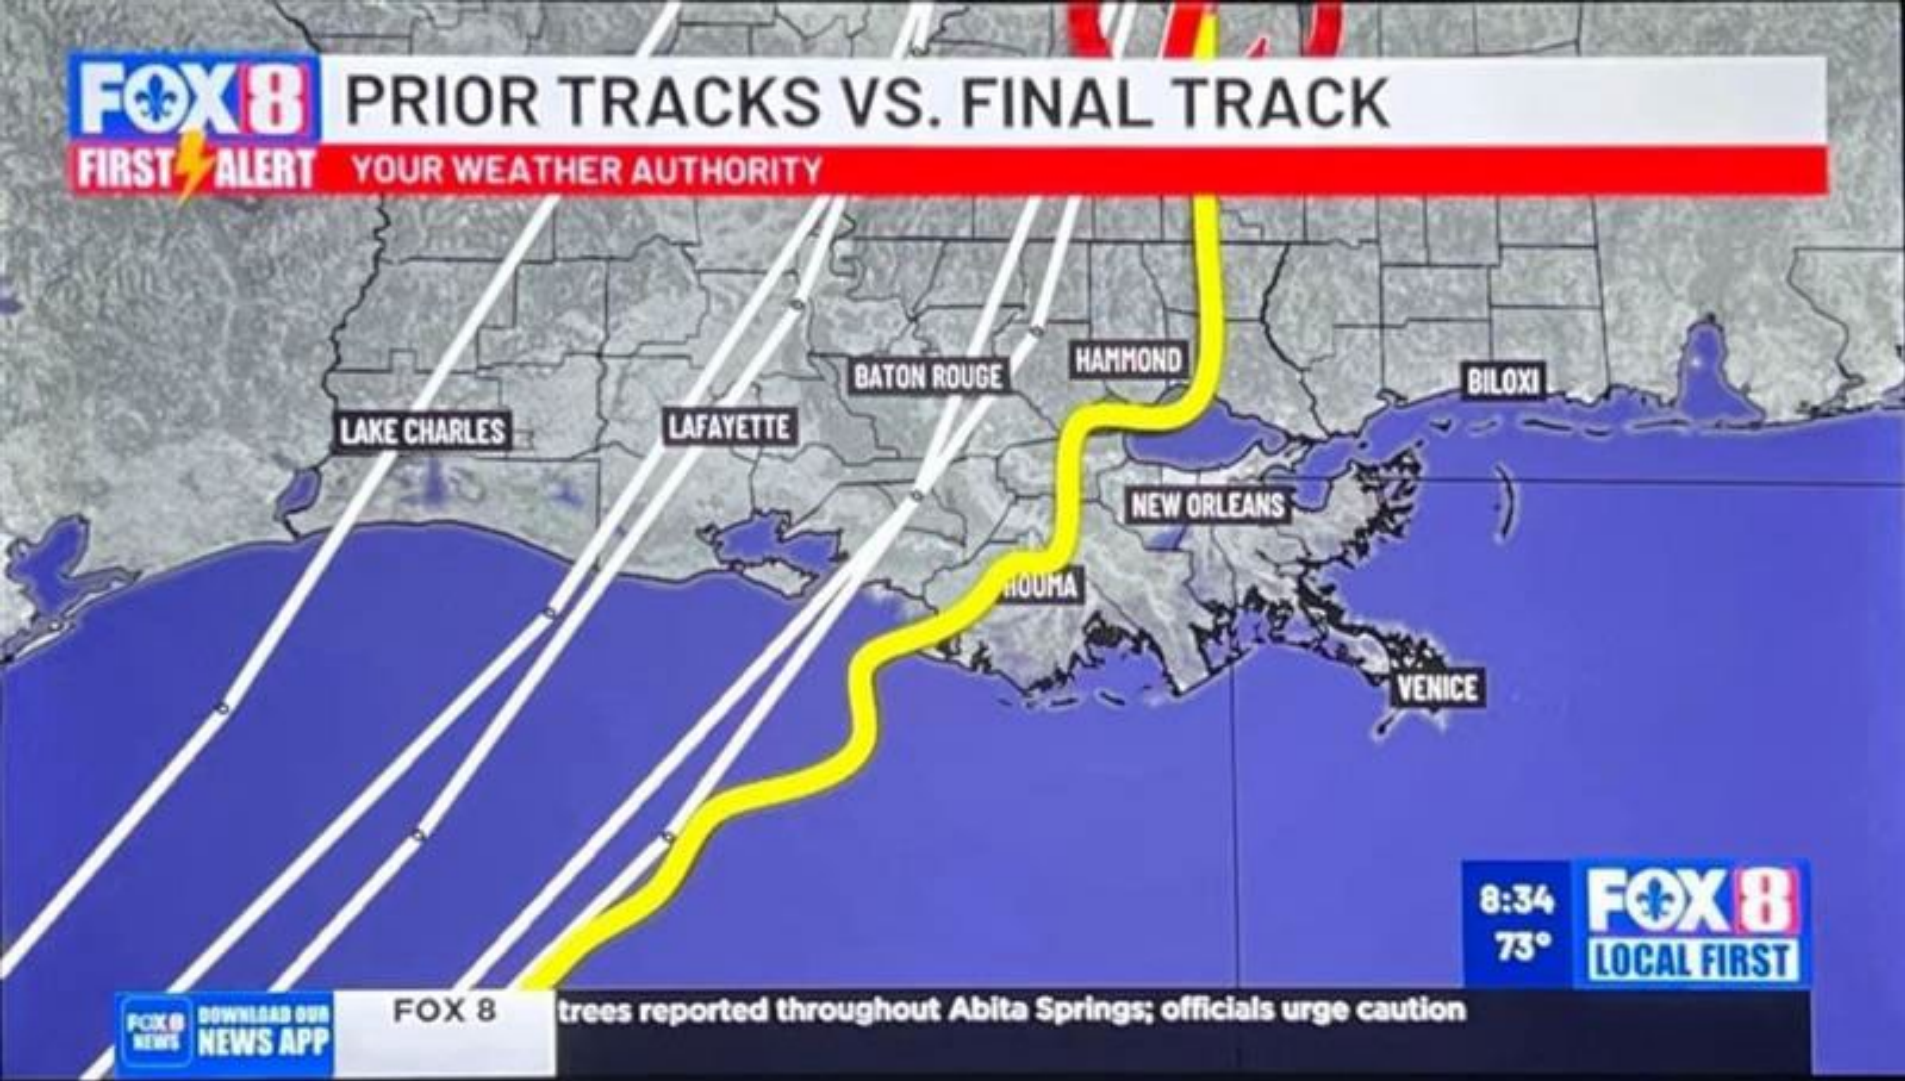 FOX 8
PRIOR TRACKS VS. FINAL TRACK
FIRST ALERT
YOUR WEATHER AUTHORITY
BATON ROUGE
HAMMOND
BILOXI
LAKE CHARLES
LAFAYETTE
NEW ORLEANS
HOUMA
VENICE
8:34
73°
FOX 8
LOCAL FIRST
FOX 8
NEWS
DOWNLOAD OUR
NEWS APP
FOX 8
trees reported throughout Abita Springs; officials urge caution